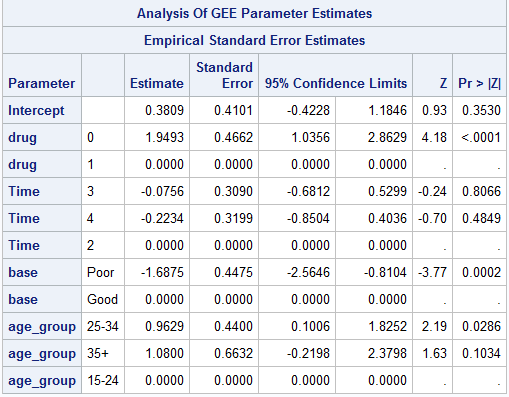 Analysis Of GEE Parameter Estimates
Empirical Standard Error Estimates
Parameter Estimate Standard Error 95% Confidence Limits Z Pr > |Z|
Intercept 0.3809 0.4101 -0.4228 1.1846 0.93 0.3530
drug 0 1.9493 0.4662 1.0356 2.8629 4.18 <.0001
drug 1 0.0000 0.0000 0.0000 0.0000 . .
Time 3 -0.0756 0.3090 -0.6812 0.5299 -0.24 0.8066
Time 4 -0.2234 0.3199 -0.8504 0.4036 -0.70 0.4849
Time 2 0.0000 0.0000 0.0000 0.0000 . .
base Poor -1.6875 0.4475 -2.5646 -0.8104 -3.77 0.0002
base Good 0.0000 0.0000 0.0000 0.0000 . .
age_group 25-34 0.9629 0.4400 0.1006 1.8252 2.19 0.0286
age_group 35+ 1.0800 0.6632 -0.2198 2.3798 1.63 0.1034
age_group 15-24 0.0000 0.0000 0.0000 0.0000 . .